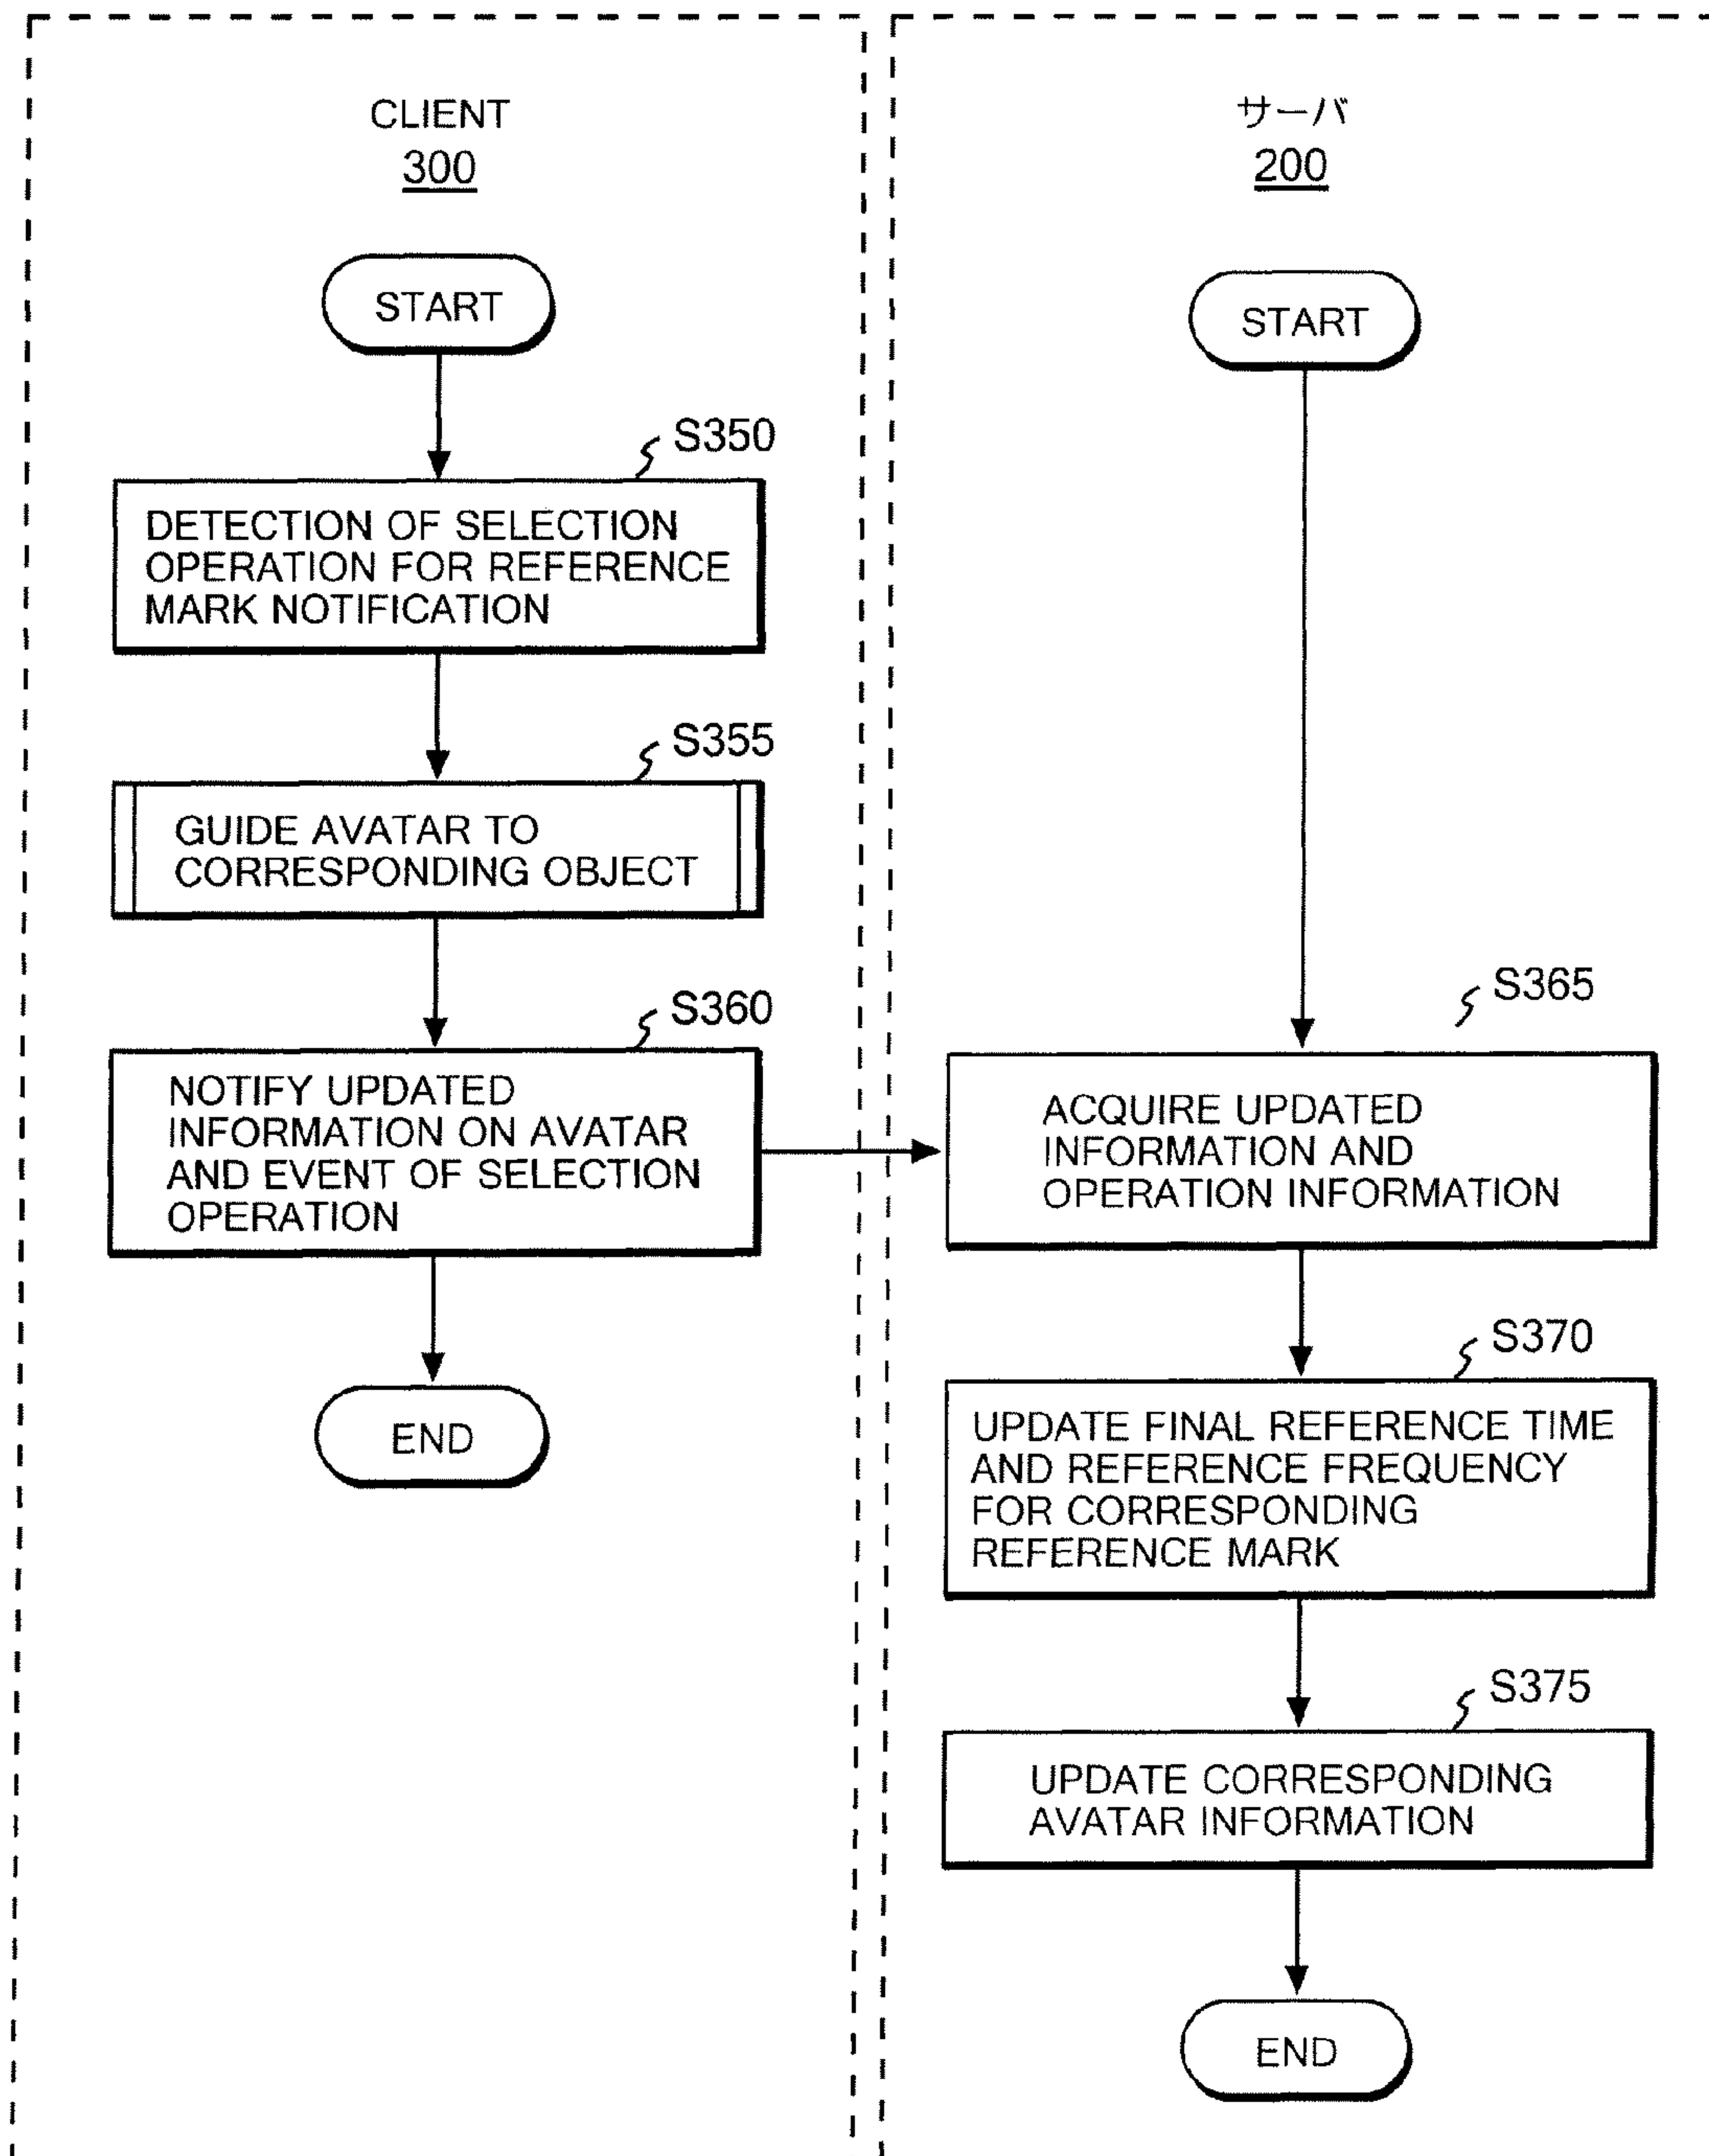 CLIENT
300
START
S350
DETECTION OF SELECTION
OPERATION FOR REFERENCE
MARK NOTIFICATION
S355
GUIDE AVATAR TO
CORRESPONDING OBJECT
S360
NOTIFY UPDATED
INFORMATION ON AVATAR
AND EVENT OF SELECTION
OPERATION
END
サーバ
200
START
S365
ACQUIRE UPDATED
INFORMATION AND
OPERATION INFORMATION
S370
UPDATE FINAL REFERENCE TIME
AND REFERENCE FREQUENCY
FOR CORRESPONDING
REFERENCE MARK
S375
UPDATE CORRESPONDING
AVATAR INFORMATION
END